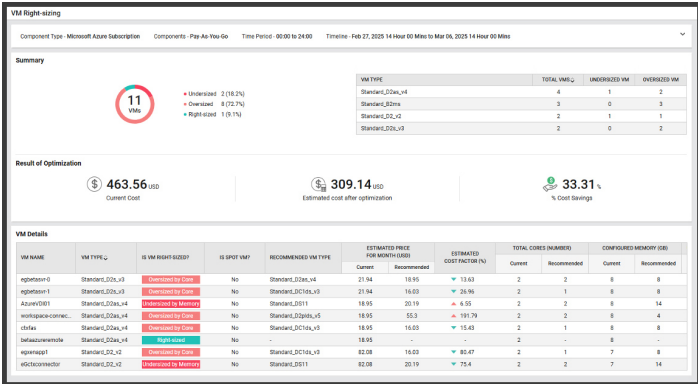 VM Right-sizing
Component Type - Microsoft Azure Subscription Components - Pay-As-You-Go Time Period - 00:00 to 24:00 Timeline - Feb 27, 2025 14 Hour 00 Mins to Mar 06, 2025 14 Hour 00 Mins
Summary
11
VMs
Undersized 2 (18.2%)
Oversized 8 (72.7%)
Right-sized 1 (9.1%)
VM TYPE TOTAL VMS UNDERSIZED VM OVERSIZED VM
Standard_D2as_v4 4 1 2
Standard_B2ms 3 0 3
Standard_D2_v2 2 1 1
Standard_D2s_v3 2 0 2
Result of Optimization
463.56 USD
Current Cost
309.14 USD
Estimated cost after optimization
33.31 %
% Cost Savings
VM Details
VM NAME VM TYPE IS VM RIGHT-SIZED? IS SPOT VM? RECOMMENDED VM TYPE ESTIMATED PRICE FOR MONTH (USD) ESTIMATED COST FACTOR (%) TOTAL CORES (NUMBER) CONFIGURED MEMORY (GB)
Current Recommended Current Recommended Current Recommended
egbetasvr-0 Standard_D2s_v3 Oversized by Core No Standard_D2as_v4 21.94 18.95 13.63 2 2 8 8
egbetasvr-1 Standard_D2s_v3 Oversized by Core No Standard_DC1ds_v3 21.94 16.03 26.96 2 1 8 8
AzureVDI01 Standard_D2as_v4 Undersized by Memory No Standard_DS11 18.95 20.19 6.55 2 2 8 14
workspace-connec... Standard_D2as_v4 Oversized by Core No Standard_D2plds_v5 18.95 55.3 191.79 2 2 8 4
ctxfas Standard_D2as_v4 Oversized by Core No Standard_DC1ds_v3 18.95 16.03 15.43 2 1 8 8
betaazureremote Standard_D2as_v4 Right-sized No - 18.95 - - 2 - 8 -
egxenapp1 Standard_D2_v2 Oversized by Core No Standard_DC1ds_v3 82.08 16.03 80.47 2 1 7 8
eGctxconnector Standard_D2_v2 Undersized by Memory No Standard_DS11 82.08 20.19 75.4 2 2 7 14